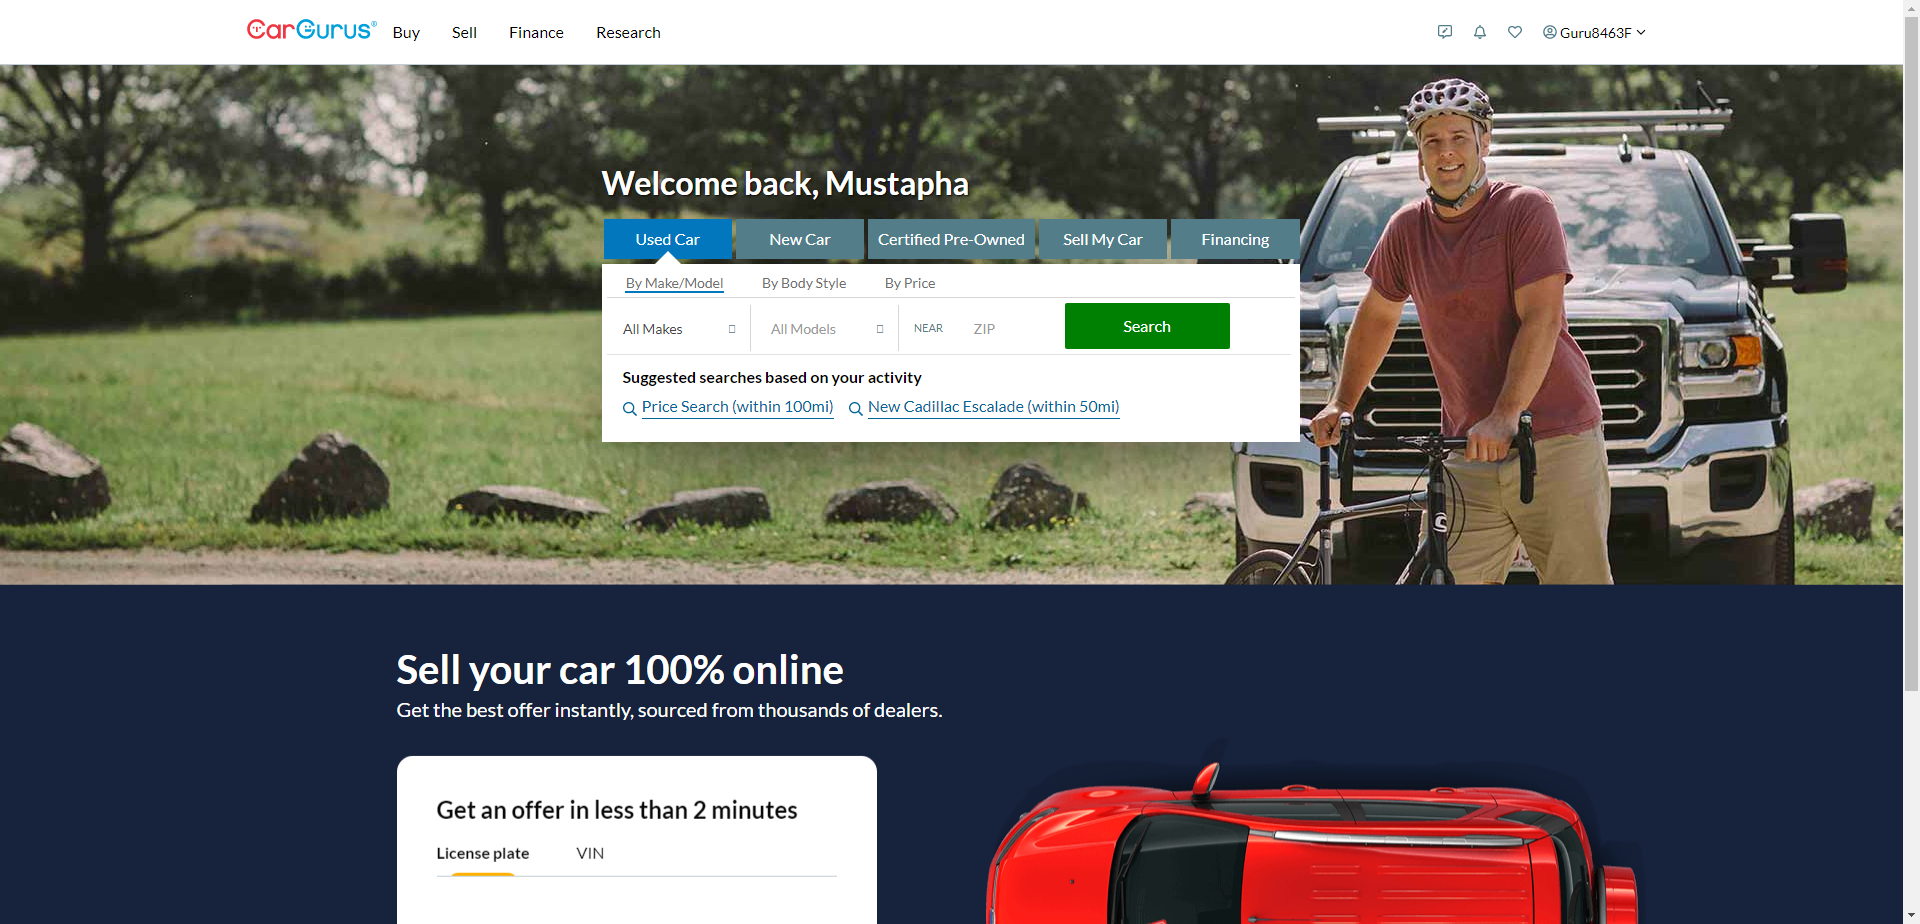 CarGurus® Buy Sell Finance Research Guru8463F
Welcome back, Mustapha
Used Car New Car Certified Pre-Owned Sell My Car Financing
By Make/Model By Body Style By Price
All Makes All Models NEAR ZIP Search
Suggested searches based on your activity
Price Search (within 100mi) New Cadillac Escalade (within 50mi)
Sell your car 100% online
Get the best offer instantly, sourced from thousands of dealers.
Get an offer in less than 2 minutes
License plate VIN